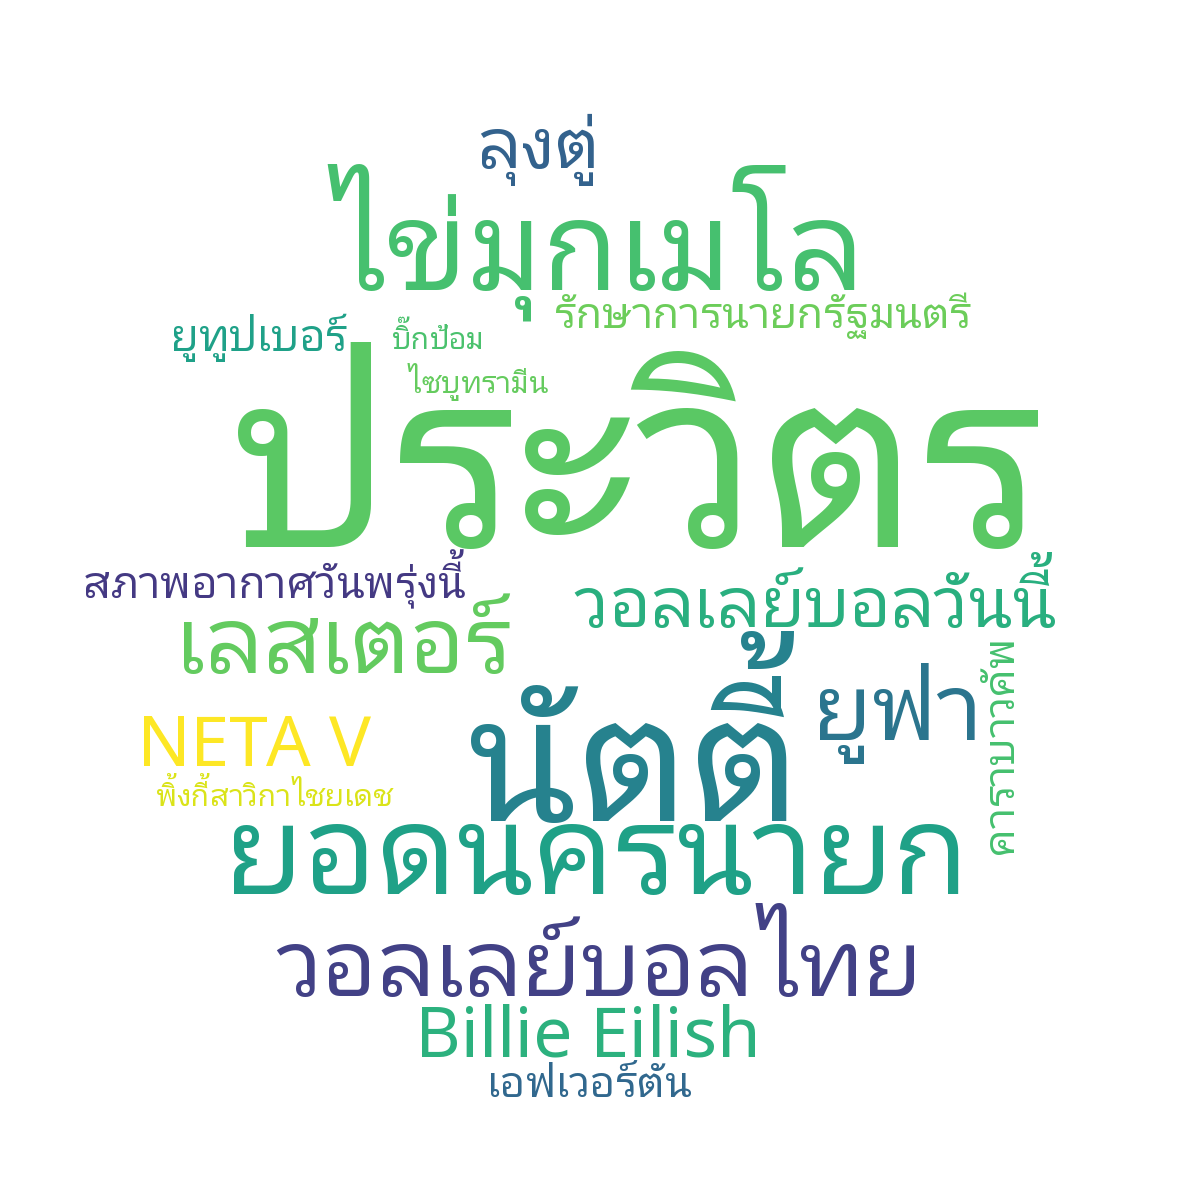 ลุงตู่
ไข่มุกเมโล
รักษาการนายกรัฐมนตรี
ยูทูปเบอร์
บิ๊กป้อม
ไซบูทรามีน
ประวิตร
สภาพอากาศวันพรุ่งนี้
วอลเลย์บอลวันนี้
เลสเตอร์
นัตตี้
ยูฟา
คาราบาวคัพ
NETA V
พิ้งกี้สาวิกาไชยเดช
ยอดนครนายก
วอลเลย์บอลไทย
Billie Eilish
เอฟเวอร์ตัน